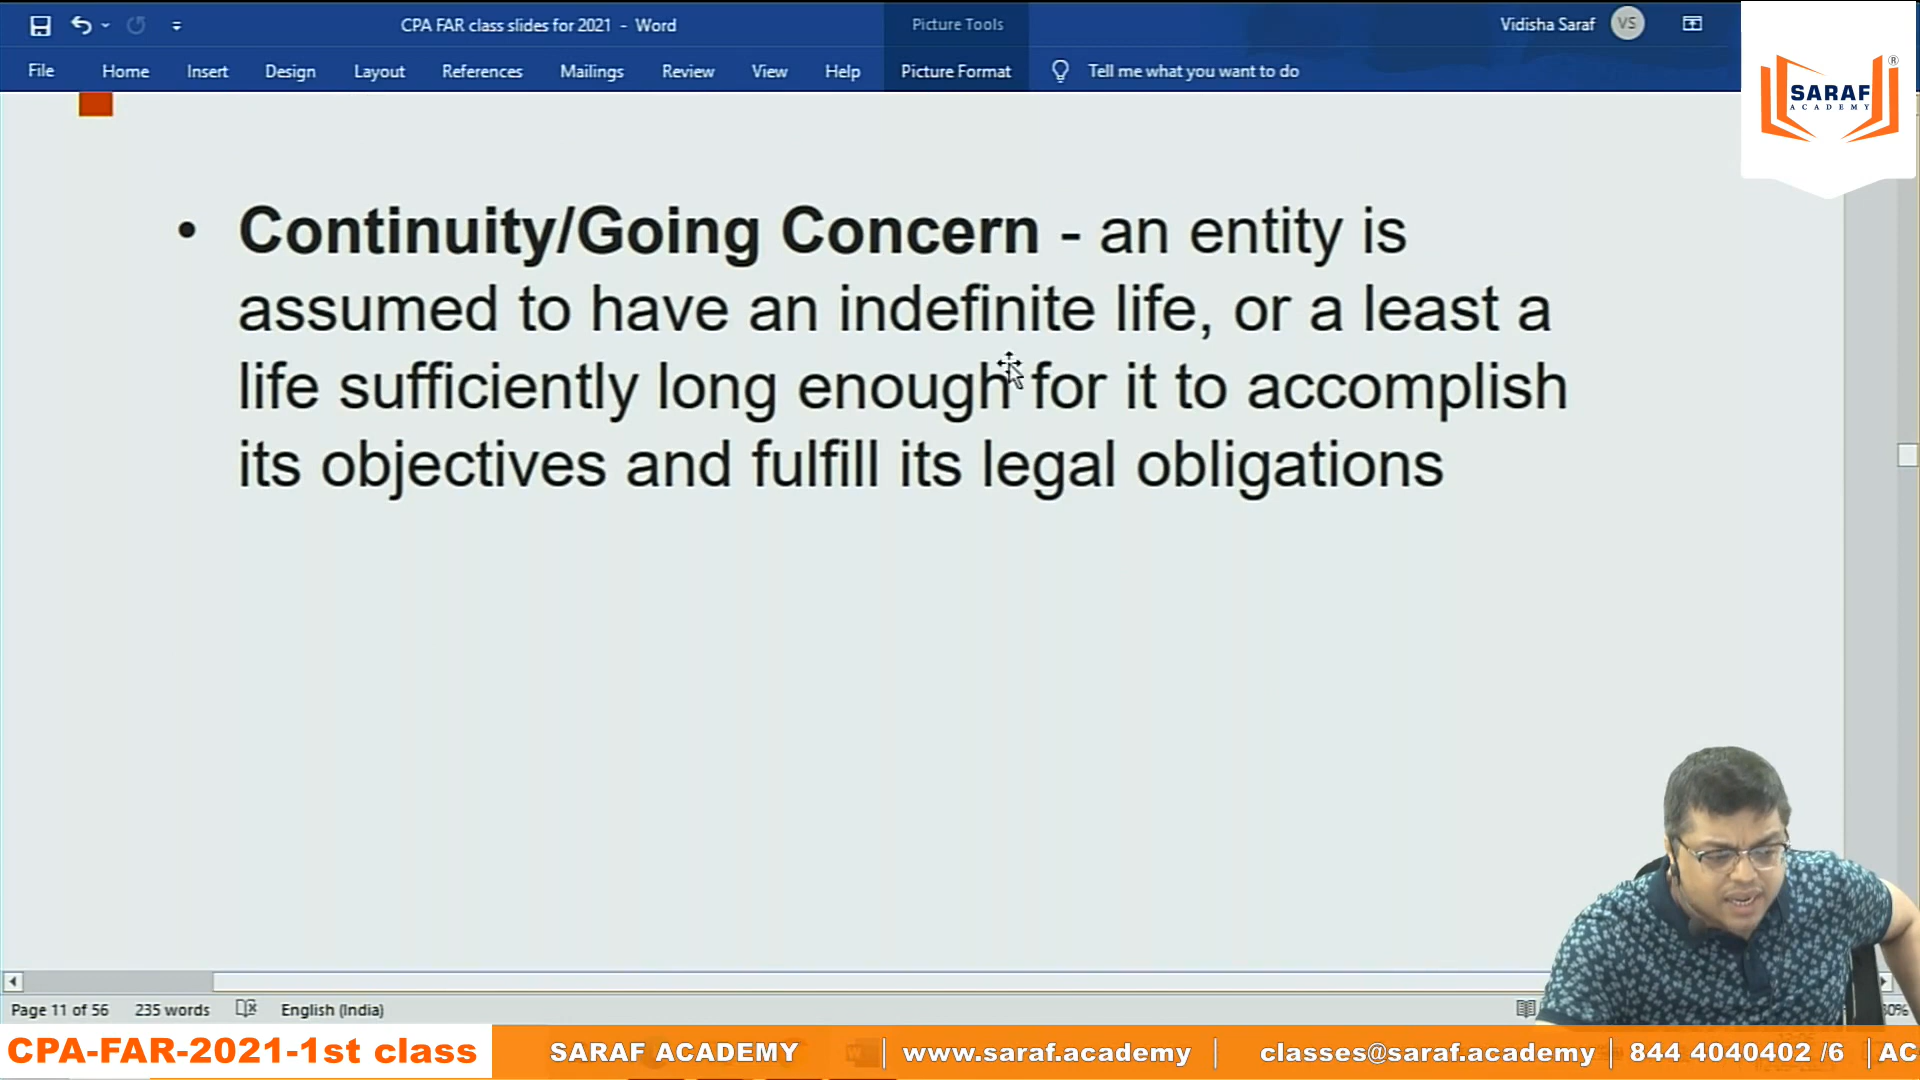 CPA FAR class slides for 2021 - Word
Picture Tools
Vidisha Saraf
VS
File
Home
Insert
Design
Layout
References
Mailings
Review
View
Help
Picture Format
Tell me what you want to do
SARAF
ACADEMY
®
• Continuity/Going Concern - an entity is
assumed to have an indefinite life, or a least a
life sufficiently long enough for it to accomplish
its objectives and fulfill its legal obligations
Page 11 of 56
235 words
English (India)
CPA-FAR-2021-1st class
SARAF ACADEMY | www.saraf.academy | classes@saraf.academy | 844 4040402 /6 | AC